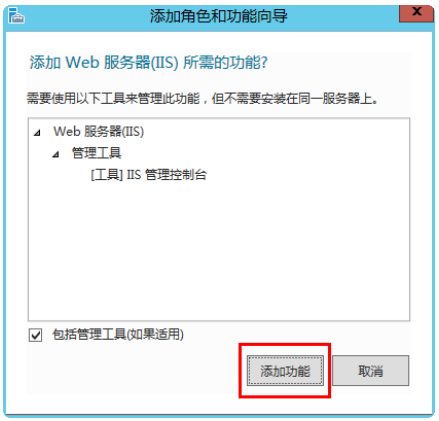 添加角色和功能向导
x
添加 Web 服务器(IIS) 所需的功能?
需要使用以下工具来管理此功能，但不需要安装在同一服务器上。
Web 服务器(IIS)
管理工具
[工具] IIS 管理控制台
包括管理工具(如果适用)
添加功能 取消